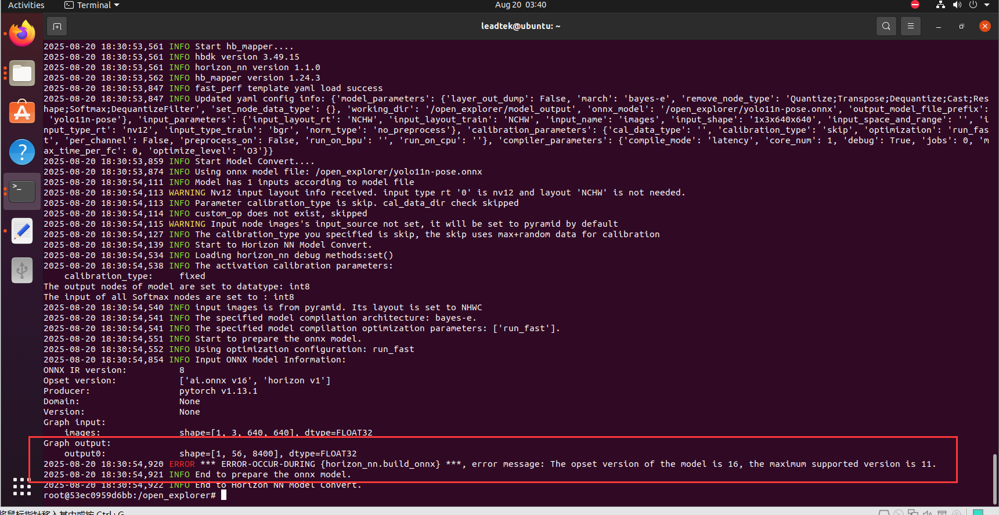 Activities
Terminal
Aug 20 03:40
leadtek@ubuntu: ~
2025-08-20 18:30:53,561 INFO Start hb_mapper....
2025-08-20 18:30:53,561 INFO hbdk version 3.49.15
2025-08-20 18:30:53,561 INFO horizon_nn version 1.1.0
2025-08-20 18:30:53,562 INFO hb_mapper version 1.24.3
2025-08-20 18:30:53,847 INFO fast_perf template yaml load success
2025-08-20 18:30:53,847 INFO Updated yaml config info: {'model_parameters': {'layer_out_dump': False, 'march': 'bayes-e', 'remove_node_type': 'Quantize;Transpose;Dequantize;Cast;Res
hape;Softmax;DequantizeFilter', 'set_node_data_type': {}, 'working_dir': '/open_explorer/model_output', 'onnx_model': '/open_explorer/yolo11n-pose.onnx', 'output_model_file_prefix':
'yolo11n-pose'}, 'input_parameters': {'input_layout_rt': 'NCHW', 'input_layout_train': 'NCHW', 'input_name': 'images', 'input_shape': '1x3x640x640', 'input_space_and_range': '', 'i
nput_type_rt': 'nv12', 'input_type_train': 'bgr', 'norm_type': 'no_preprocess'}, 'calibration_parameters': {'cal_data_type': '', 'calibration_type': 'skip', 'optimization': 'run_fas
t', 'per_channel': False, 'preprocess_on': False, 'run_on_bpu': '', 'run_on_cpu': ''}, 'compiler_parameters': {'compile_mode': 'latency', 'core_num': 1, 'debug': True, 'jobs': 0, 'm
ax_time_per_fc': 0, 'optimize_level': 'O3'}}
2025-08-20 18:30:53,859 INFO Start Model Convert....
2025-08-20 18:30:53,874 INFO Using onnx model file: /open_explorer/yolo11n-pose.onnx
2025-08-20 18:30:54,111 INFO Model has 1 inputs according to model file
2025-08-20 18:30:54,113 WARNING Nv12 input layout info received. input type rt '0' is nv12 and layout 'NCHW' is not needed.
2025-08-20 18:30:54,113 INFO Parameter calibration_type is skip. cal_data_dir check skipped
2025-08-20 18:30:54,114 INFO custom_op does not exist, skipped
2025-08-20 18:30:54,115 WARNING Input node images's input_source not set, it will be set to pyramid by default
2025-08-20 18:30:54,127 INFO The calibration_type you specified is skip, the skip uses max+random data for calibration
2025-08-20 18:30:54,139 INFO Start to Horizon NN Model Convert.
2025-08-20 18:30:54,534 INFO Loading horizon_nn debug methods:set()
2025-08-20 18:30:54,538 INFO The activation calibration parameters:
calibration_type: fixed
The output nodes of model are set to datatype: int8
The input of all Softmax nodes are set to : int8
2025-08-20 18:30:54,540 INFO input images is from pyramid. Its layout is set to NHWC
2025-08-20 18:30:54,541 INFO The specified model compilation architecture: bayes-e.
2025-08-20 18:30:54,541 INFO The specified model compilation optimization parameters: ['run_fast'].
2025-08-20 18:30:54,551 INFO Start to prepare the onnx model.
2025-08-20 18:30:54,552 INFO Using optimization configuration: run_fast
2025-08-20 18:30:54,854 INFO Input ONNX Model Information:
ONNX IR version: 8
Opset version: ['ai.onnx v16', 'horizon v1']
Producer: pytorch v1.13.1
Domain: None
Version: None
Graph input:
images: shape=[1, 3, 640, 640], dtype=FLOAT32
Graph output:
output0: shape=[1, 56, 8400], dtype=FLOAT32
2025-08-20 18:30:54,920 ERROR *** ERROR-OCCUR-DURING {horizon_nn.build_onnx} ***, error message: The opset version of the model is 16, the maximum supported version is 11.
2025-08-20 18:30:54,921 INFO End to prepare the onnx model.
2025-08-20 18:30:54,922 INFO End to Horizon NN Model Convert.
root@53ec0959d6bb:/open_explorer#
将鼠标指针移入其中或按 Ctrl+G